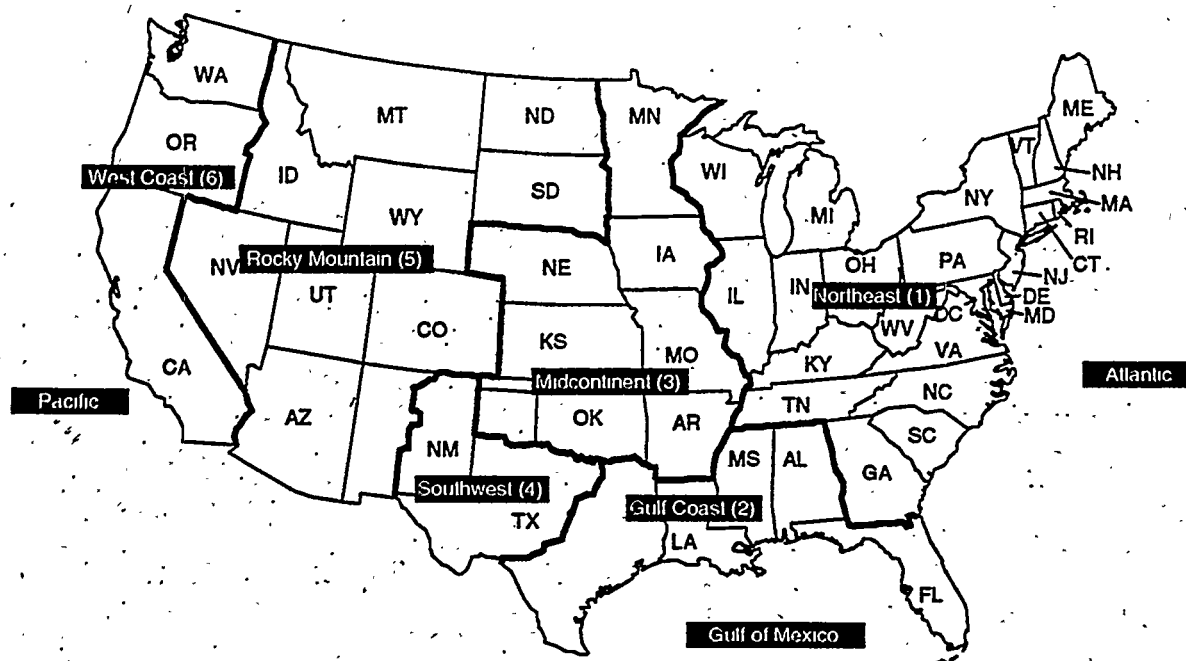 WA
MT
ND
MN
ME
OR
VT
West Coast (6)
ID
SD
WI
NH
WY
MI
NY
MA
RI
CT
NV
Rocky Mountain (5)
NE
IA
OH
PA
NJ
UT
IL
IN
Northeast (1)
DE
DC
MD
CO
KS
WV
MO
KY
VA
CA
Midcontinent (3)
Atlantic
Pacific
AZ
OK
AR
TN
NC
NM
MS
AL
SC
GA
Southwest (4)
Gulf Coast (2)
TX
LA
FL
Gulf of Mexico